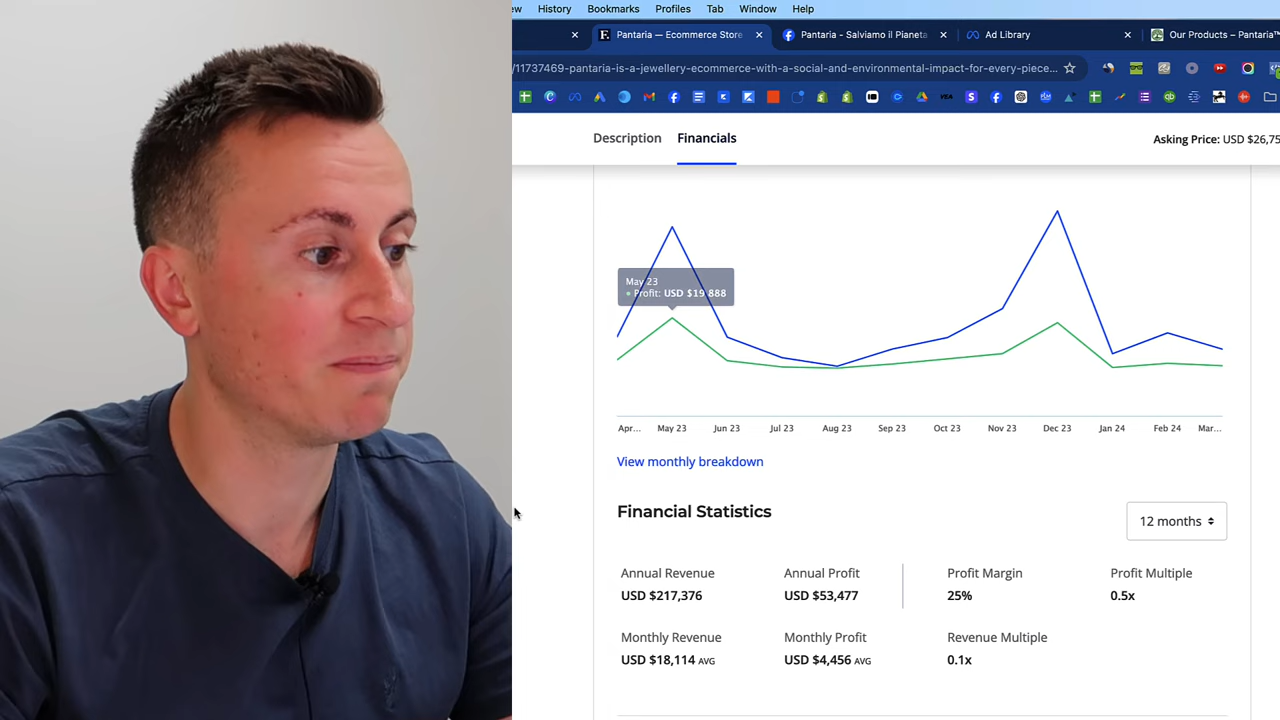 ew History Bookmarks Profiles Tab Window Help
Pantaria — Ecommerce Store
Pantaria - Salviamo il Pianeta
Ad Library
Our Products – Pantaria™
/11737469-pantaria-is-a-jewellery-ecommerce-with-a-social-and-environmental-impact-for-every-piece...
VISA
Description Financials
Asking Price: USD $26,75
May 23
Profit: USD $19 888
Apr... May 23 Jun 23 Jul 23 Aug 23 Sep 23 Oct 23 Nov 23 Dec 23 Jan 24 Feb 24 Mar...
View monthly breakdown
Financial Statistics
12 months
Annual Revenue Annual Profit Profit Margin Profit Multiple
USD $217,376 USD $53,477 25% 0.5x
Monthly Revenue Monthly Profit Revenue Multiple
USD $18,114 AVG USD $4,456 AVG 0.1x